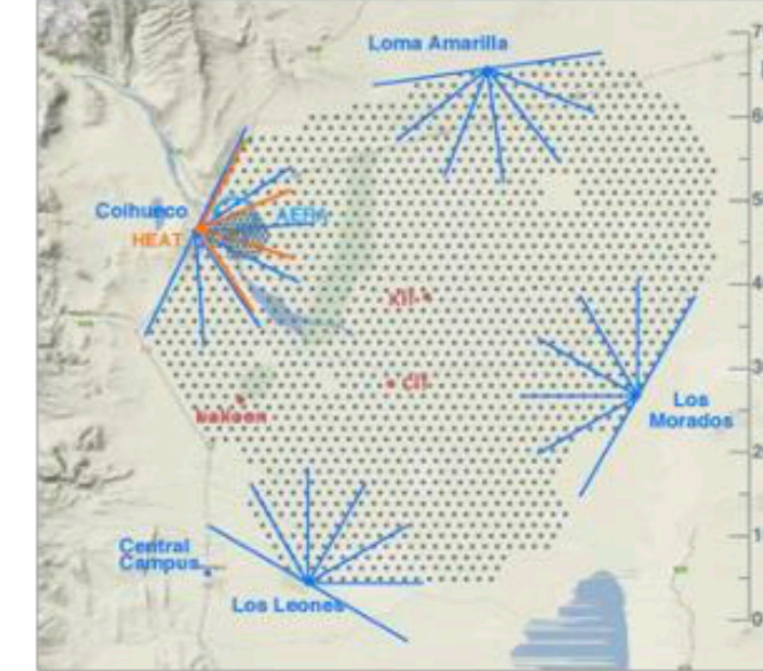 Loma Amarilla
Coihueco
AERA
HEAT
XLF
CLF
balloon
Los
Morados
Central
Campus
Los Leones
7
6
5
4
3
2
1
0